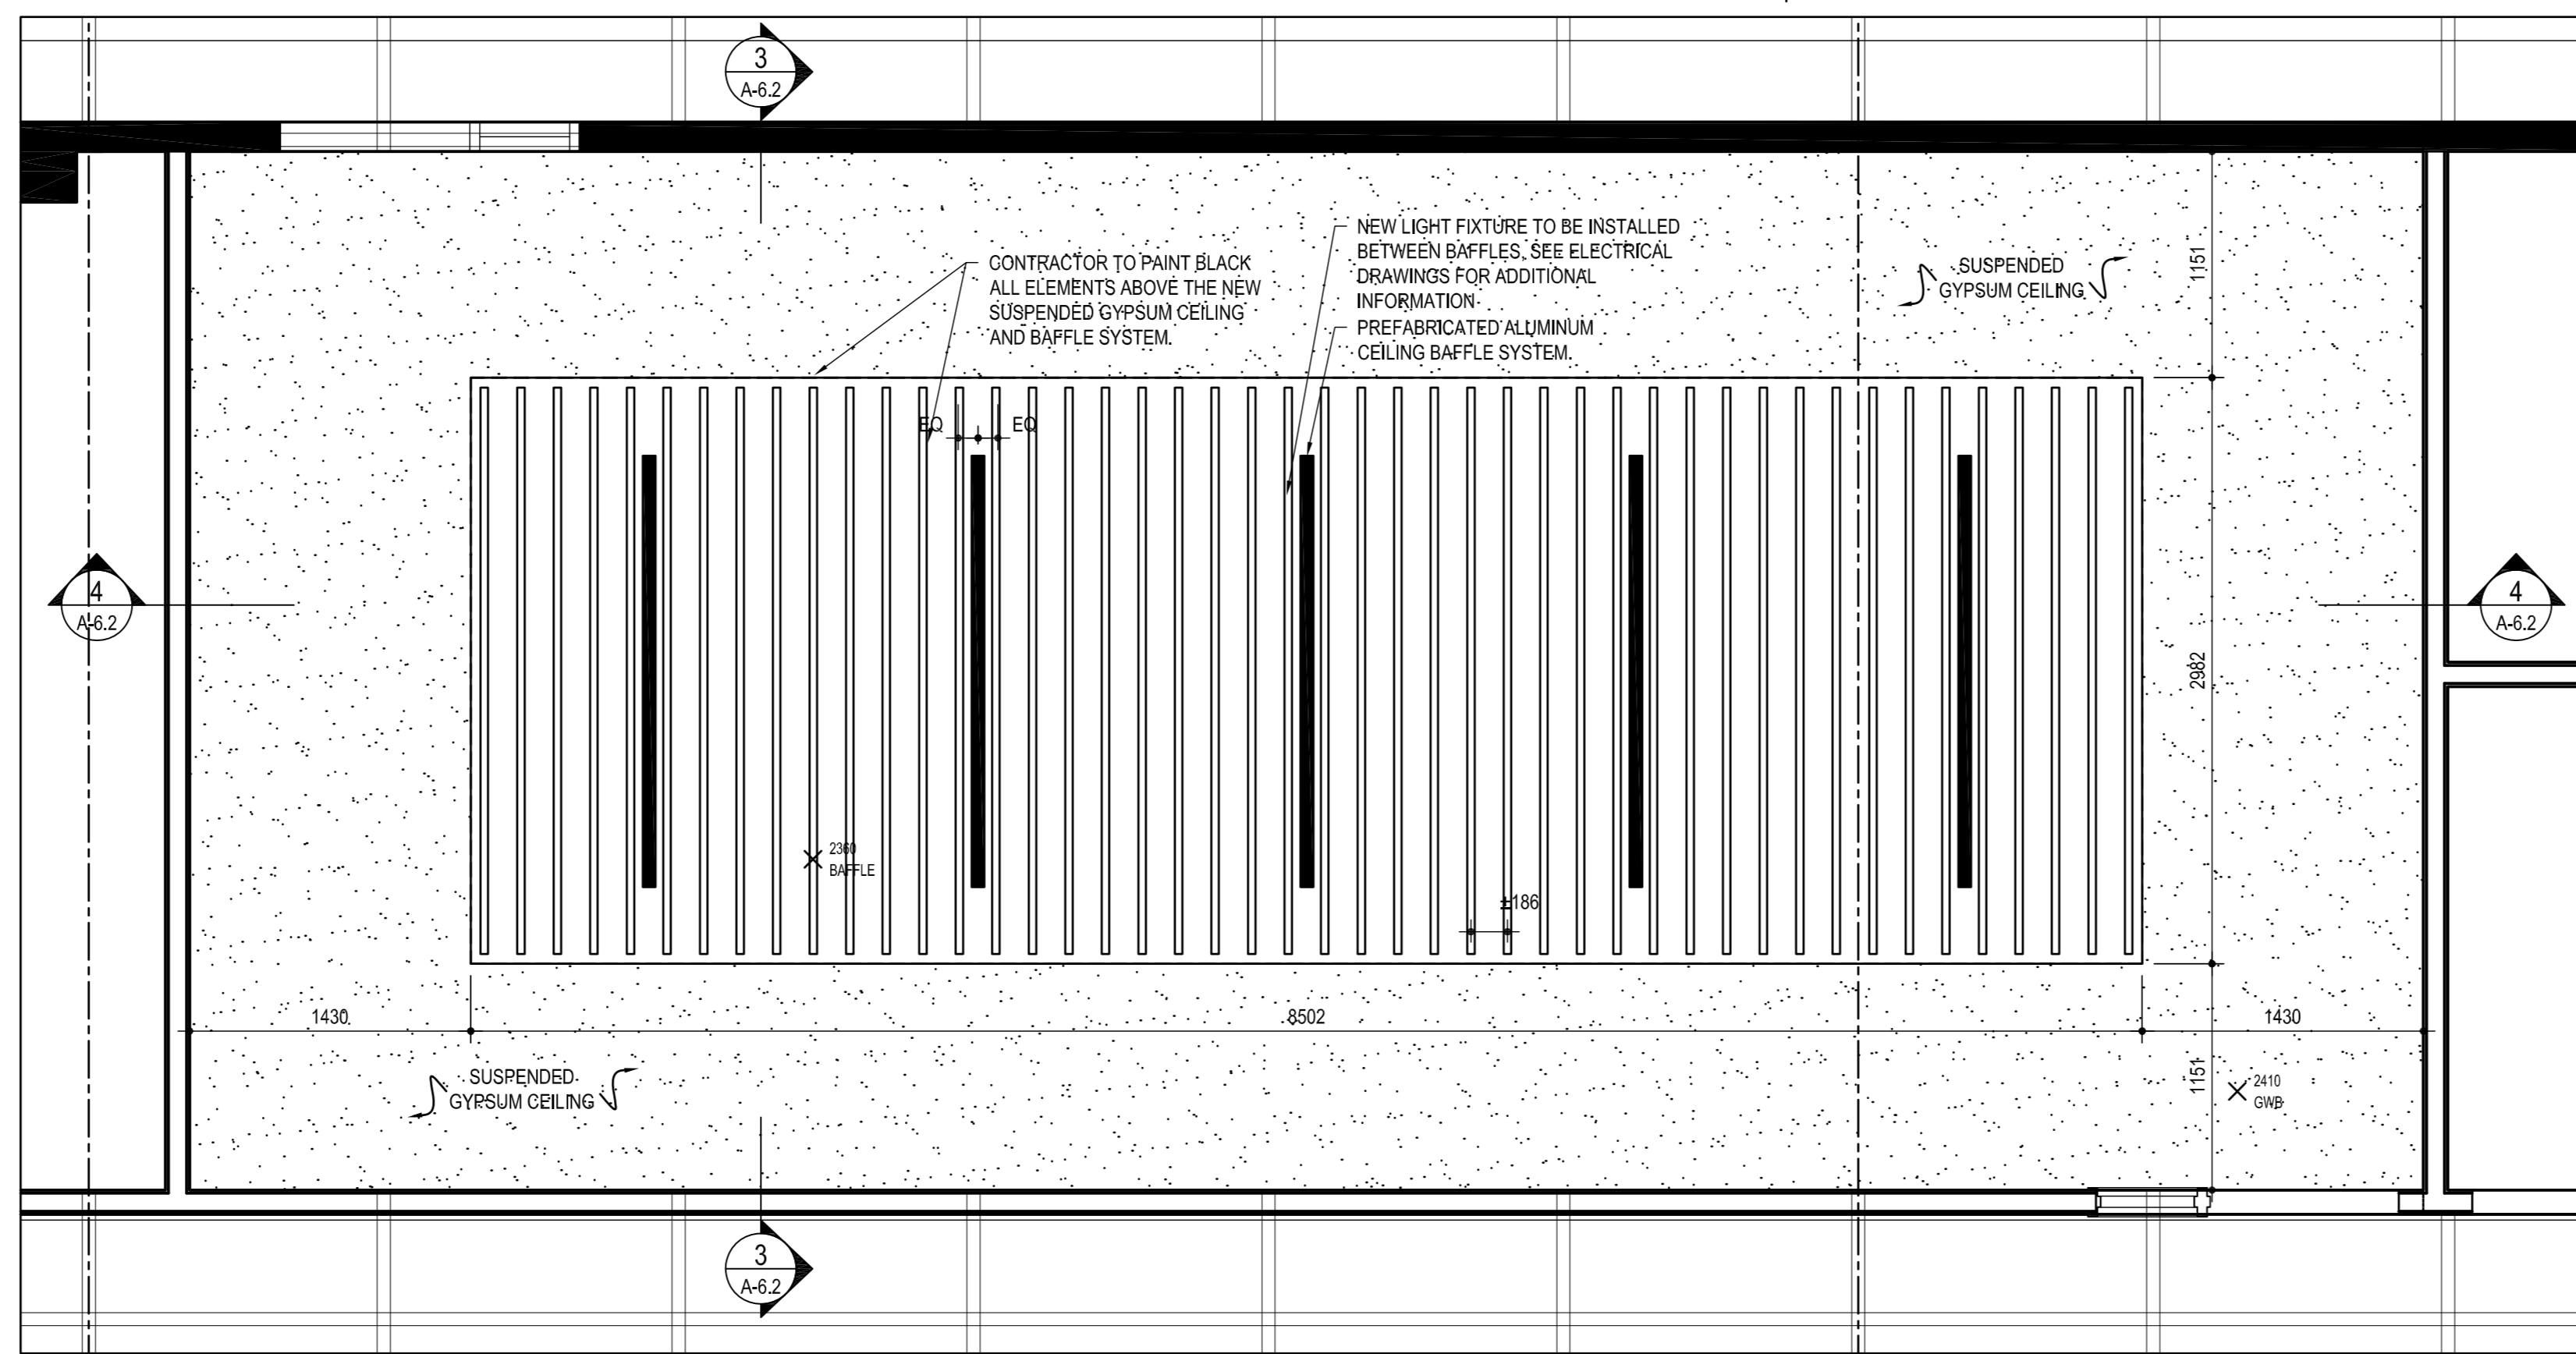 3
A-6.2
CONTRACTOR TO PAINT BLACK
ALL ELEMENTS ABOVE THE NEW
SUSPENDED GYPSUM CEILING
AND BAFFLE SYSTEM.
NEW LIGHT FIXTURE TO BE INSTALLED
BETWEEN BAFFLES, SEE ELECTRICAL
DRAWINGS FOR ADDITIONAL
INFORMATION
PREFABRICATED ALUMINUM
CEILING BAFFLE SYSTEM.
SUSPENDED
GYPSUM CEILING
1151
EQ
EQ
4
A-6.2
4
A-6.2
2982
2360
BAFFLE
±186
1430
8502
1430
SUSPENDED
GYPSUM CEILING
1151
2410
GWB
3
A-6.2